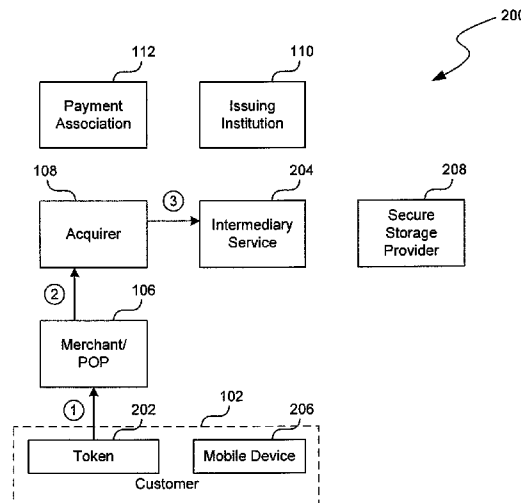 200
112
110
Payment
Association
Issuing
Institution
108
204
208
3
Acquirer
Intermediary
Service
Secure
Storage
Provider
2
106
Merchant/
POP
1
202
102
206
Token
Mobile Device
Customer